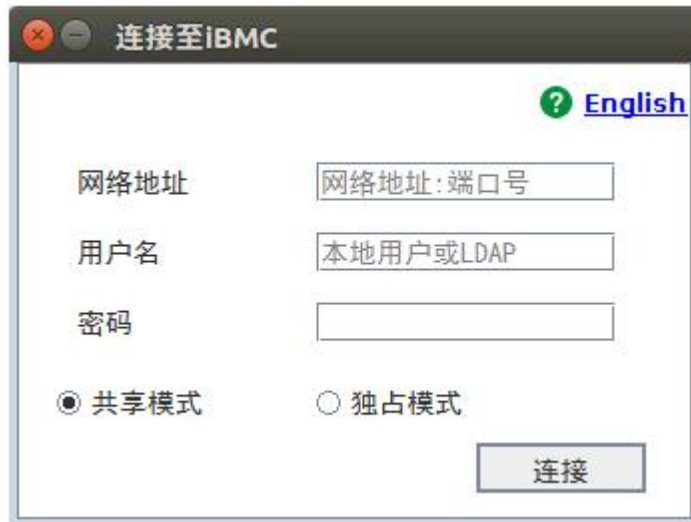 连接至iBMC
? English
网络地址 网络地址:端口号
用户名 本地用户或LDAP
密码
共享模式 独占模式
连接